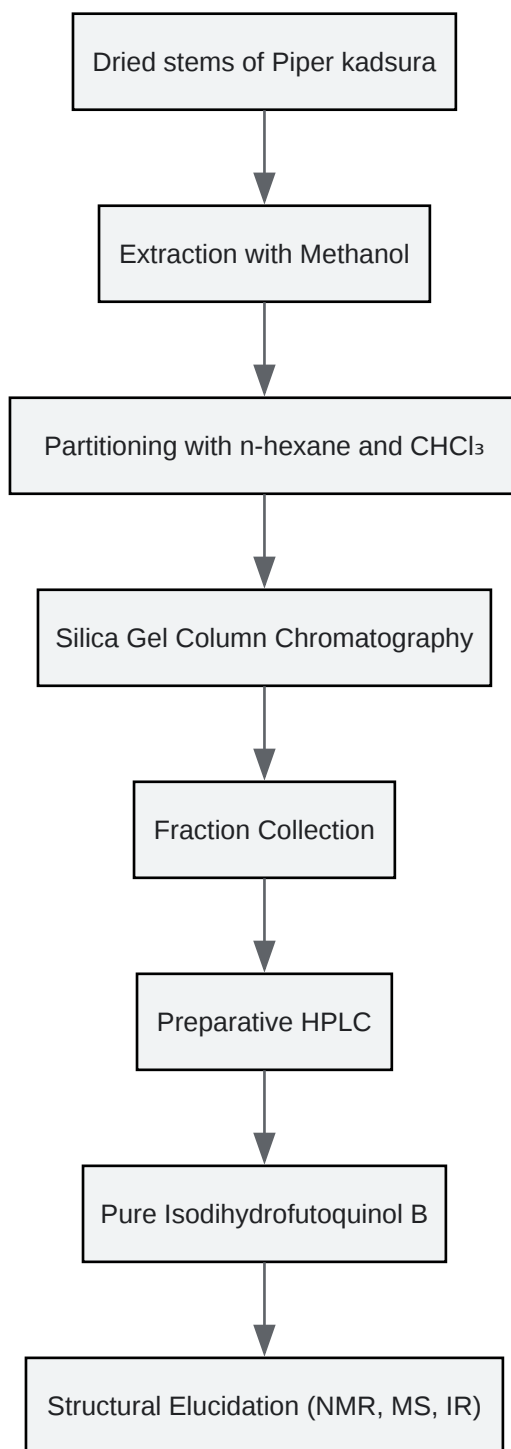 Dried stems of Piper kadsura
Extraction with Methanol
Partitioning with n-hexane and CHCl₃
Silica Gel Column Chromatography
Fraction Collection
Preparative HPLC
Pure Isodihydrofutoquinol B
Structural Elucidation (NMR, MS, IR)